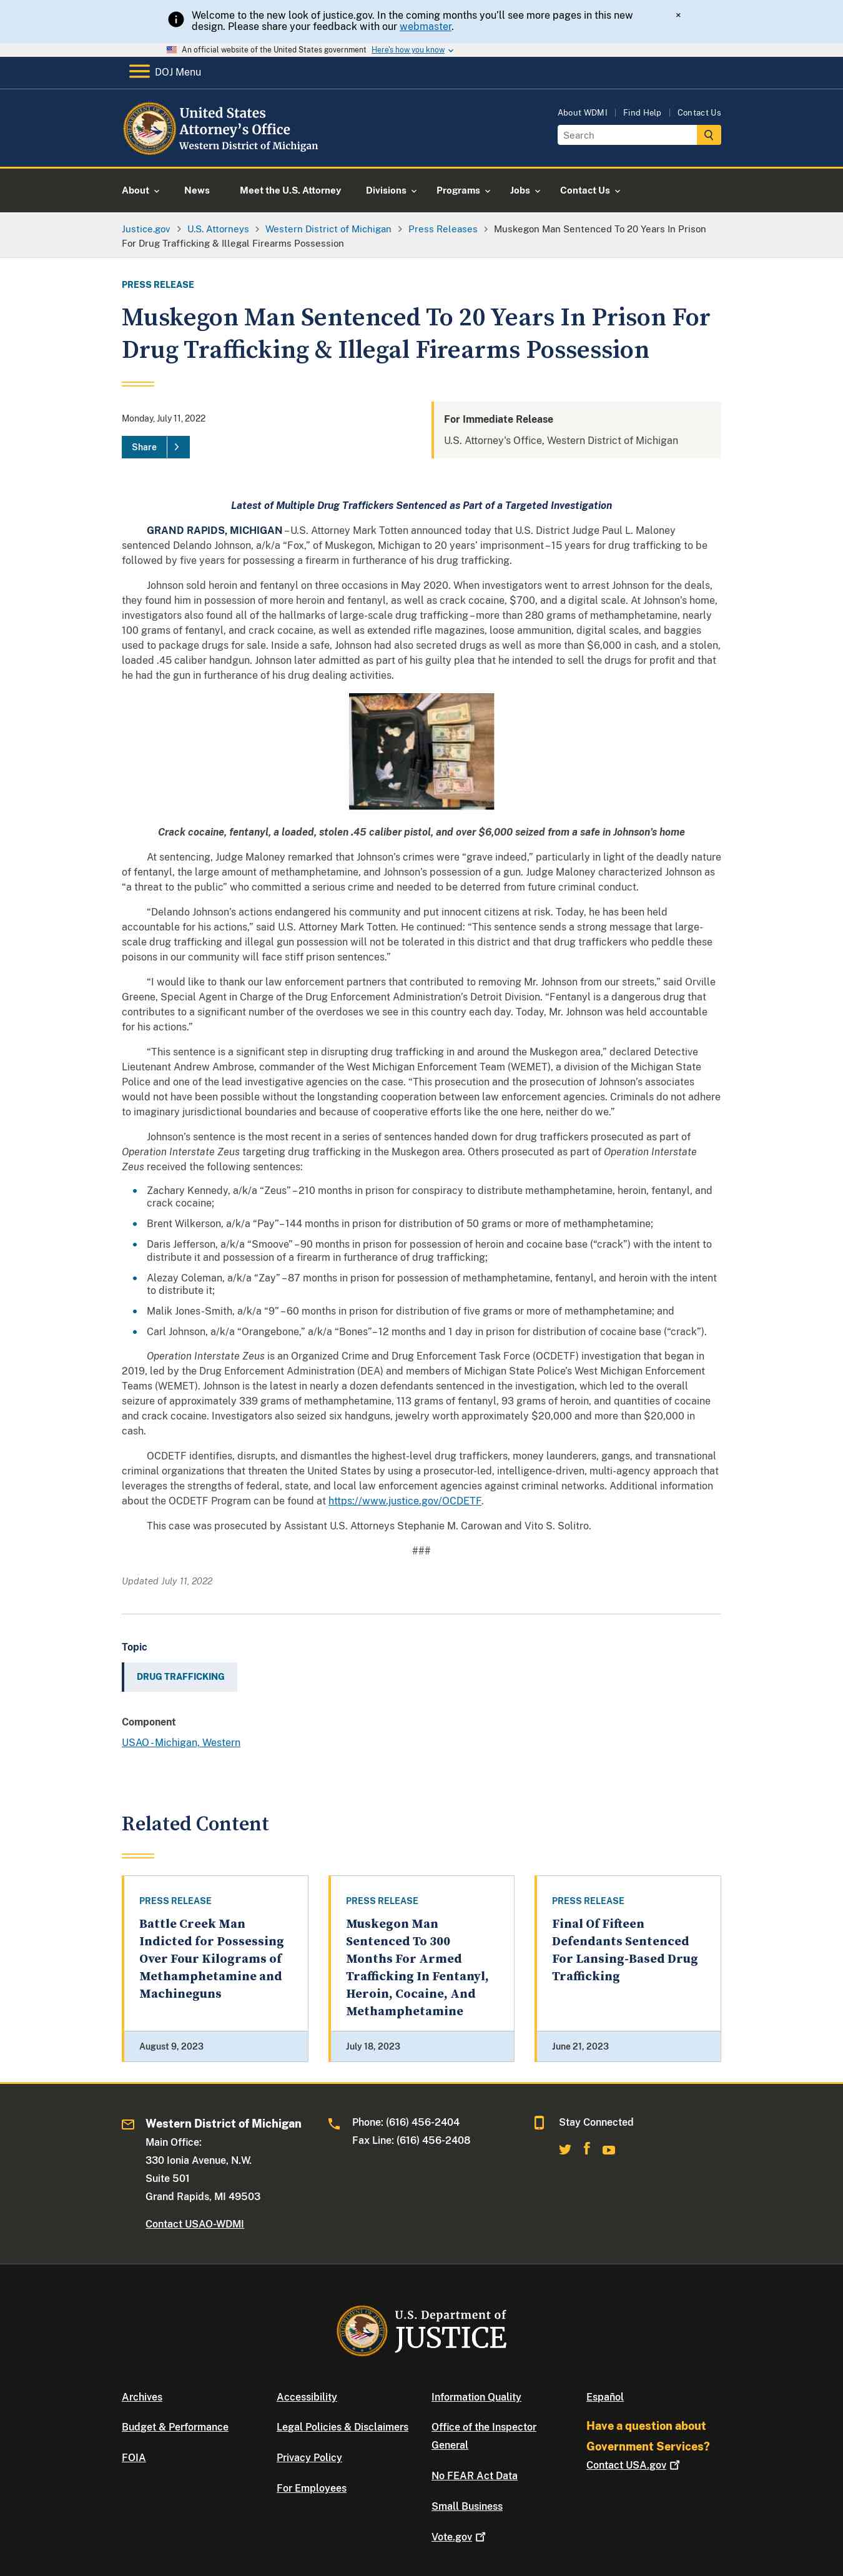 Welcome to the new look of justice.gov. In the coming months you'll see more pages in this new
design. Please share your feedback with our webmaster.
×
An official website of the United States government Here's how you know
DOJ Menu
United States
Attorney's Office
Western District of Michigan
About WDMI | Find Help | Contact Us
Search
About News Meet the U.S. Attorney Divisions Programs Jobs Contact Us
Justice.gov > U.S. Attorneys > Western District of Michigan > Press Releases > Muskegon Man Sentenced To 20 Years In Prison
For Drug Trafficking & Illegal Firearms Possession
PRESS RELEASE
Muskegon Man Sentenced To 20 Years In Prison For
Drug Trafficking & Illegal Firearms Possession
Monday, July 11, 2022
Share >
For Immediate Release
U.S. Attorney's Office, Western District of Michigan
Latest of Multiple Drug Traffickers Sentenced as Part of a Targeted Investigation
GRAND RAPIDS, MICHIGAN – U.S. Attorney Mark Totten announced today that U.S. District Judge Paul L. Maloney
sentenced Delando Johnson, a/k/a “Fox,” of Muskegon, Michigan to 20 years’ imprisonment – 15 years for drug trafficking to be
followed by five years for possessing a firearm in furtherance of his drug trafficking.
Johnson sold heroin and fentanyl on three occasions in May 2020. When investigators went to arrest Johnson for the deals,
they found him in possession of more heroin and fentanyl, as well as crack cocaine, $700, and a digital scale. At Johnson’s home,
investigators also found all of the hallmarks of large-scale drug trafficking – more than 280 grams of methamphetamine, nearly
100 grams of fentanyl, and crack cocaine, as well as extended rifle magazines, loose ammunition, digital scales, and baggies
used to package drugs for sale. Inside a safe, Johnson had also secreted drugs as well as more than $6,000 in cash, and a stolen,
loaded .45 caliber handgun. Johnson later admitted as part of his guilty plea that he intended to sell the drugs for profit and that
he had the gun in furtherance of his drug dealing activities.
Crack cocaine, fentanyl, a loaded, stolen .45 caliber pistol, and over $6,000 seized from a safe in Johnson’s home
At sentencing, Judge Maloney remarked that Johnson’s crimes were “grave indeed,” particularly in light of the deadly nature
of fentanyl, the large amount of methamphetamine, and Johnson’s possession of a gun. Judge Maloney characterized Johnson as
“a threat to the public” who committed a serious crime and needed to be deterred from future criminal conduct.
“Delando Johnson’s actions endangered his community and put innocent citizens at risk. Today, he has been held
accountable for his actions,” said U.S. Attorney Mark Totten. He continued: “This sentence sends a strong message that large-
scale drug trafficking and illegal gun possession will not be tolerated in this district and that drug traffickers who peddle these
poisons in our community will face stiff prison sentences.”
“I would like to thank our law enforcement partners that contributed to removing Mr. Johnson from our streets,” said Orville
Greene, Special Agent in Charge of the Drug Enforcement Administration’s Detroit Division. “Fentanyl is a dangerous drug that
contributes to a significant number of the overdoses we see in this country each day. Today, Mr. Johnson was held accountable
for his actions.”
“This sentence is a significant step in disrupting drug trafficking in and around the Muskegon area,” declared Detective
Lieutenant Andrew Ambrose, commander of the West Michigan Enforcement Team (WEMET), a division of the Michigan State
Police and one of the lead investigative agencies on the case. “This prosecution and the prosecution of Johnson’s associates
would not have been possible without the longstanding cooperation between law enforcement agencies. Criminals do not adhere
to imaginary jurisdictional boundaries and because of cooperative efforts like the one here, neither do we.”
Johnson’s sentence is the most recent in a series of sentences handed down for drug traffickers prosecuted as part of
Operation Interstate Zeus targeting drug trafficking in the Muskegon area. Others prosecuted as part of Operation Interstate
Zeus received the following sentences:
• Zachary Kennedy, a/k/a “Zeus” – 210 months in prison for conspiracy to distribute methamphetamine, heroin, fentanyl, and
crack cocaine;
• Brent Wilkerson, a/k/a “Pay”– 144 months in prison for distribution of 50 grams or more of methamphetamine;
• Daris Jefferson, a/k/a “Smoove” – 90 months in prison for possession of heroin and cocaine base (“crack”) with the intent to
distribute it and possession of a firearm in furtherance of drug trafficking;
• Alezay Coleman, a/k/a “Zay” – 87 months in prison for possession of methamphetamine, fentanyl, and heroin with the intent
to distribute it;
• Malik Jones-Smith, a/k/a “9” – 60 months in prison for distribution of five grams or more of methamphetamine; and
• Carl Johnson, a/k/a “Orangebone,” a/k/a “Bones”– 12 months and 1 day in prison for distribution of cocaine base (“crack”).
Operation Interstate Zeus is an Organized Crime and Drug Enforcement Task Force (OCDETF) investigation that began in
2019, led by the Drug Enforcement Administration (DEA) and members of Michigan State Police’s West Michigan Enforcement
Teams (WEMET). Johnson is the latest in nearly a dozen defendants sentenced in the investigation, which led to the overall
seizure of approximately 339 grams of methamphetamine, 113 grams of fentanyl, 93 grams of heroin, and quantities of cocaine
and crack cocaine. Investigators also seized six handguns, jewelry worth approximately $20,000 and more than $20,000 in
cash.
OCDETF identifies, disrupts, and dismantles the highest-level drug traffickers, money launderers, gangs, and transnational
criminal organizations that threaten the United States by using a prosecutor-led, intelligence-driven, multi-agency approach that
leverages the strengths of federal, state, and local law enforcement agencies against criminal networks. Additional information
about the OCDETF Program can be found at https://www.justice.gov/OCDETF.
This case was prosecuted by Assistant U.S. Attorneys Stephanie M. Carowan and Vito S. Solitro.
###
Updated July 11, 2022
Topic
DRUG TRAFFICKING
Component
USAO - Michigan, Western
Related Content
PRESS RELEASE
Battle Creek Man
Indicted for Possessing
Over Four Kilograms of
Methamphetamine and
Machineguns
August 9, 2023
PRESS RELEASE
Muskegon Man
Sentenced To 300
Months For Armed
Trafficking In Fentanyl,
Heroin, Cocaine, And
Methamphetamine
July 18, 2023
PRESS RELEASE
Final Of Fifteen
Defendants Sentenced
For Lansing-Based Drug
Trafficking
June 21, 2023
Western District of Michigan
Main Office:
330 Ionia Avenue, N.W.
Suite 501
Grand Rapids, MI 49503
Contact USAO-WDMI
Phone: (616) 456-2404
Fax Line: (616) 456-2408
Stay Connected
U.S. Department of
JUSTICE
Archives
Budget & Performance
FOIA
Accessibility
Legal Policies & Disclaimers
Privacy Policy
For Employees
Information Quality
Office of the Inspector
General
No FEAR Act Data
Small Business
Vote.gov
Español
Have a question about
Government Services?
Contact USA.gov